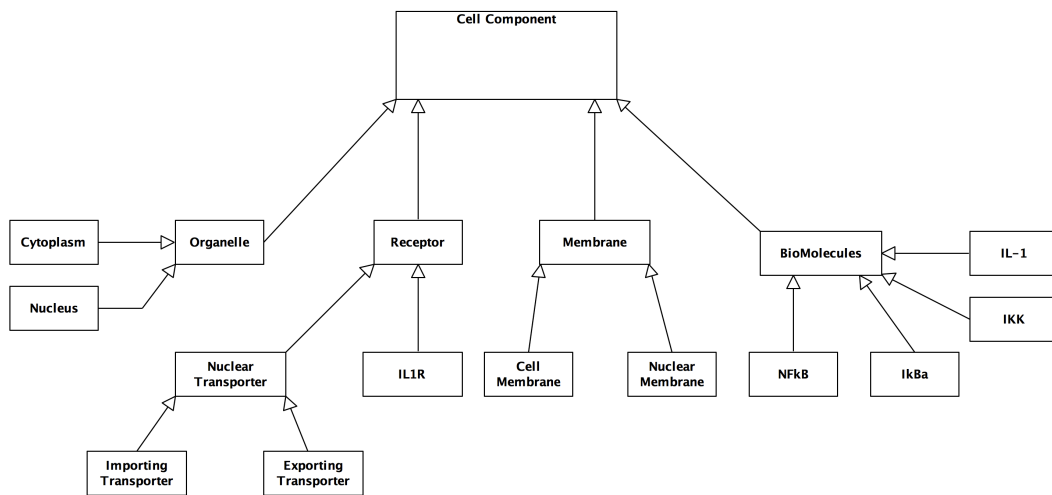 Cell Component
Cytoplasm
Organelle
Receptor
Membrane
BioMolecules
IL-1
Nucleus
IKK
Nuclear
Transporter
IL1R
Cell
Membrane
Nuclear
Membrane
NFkB
IkBa
Importing
Transporter
Exporting
Transporter